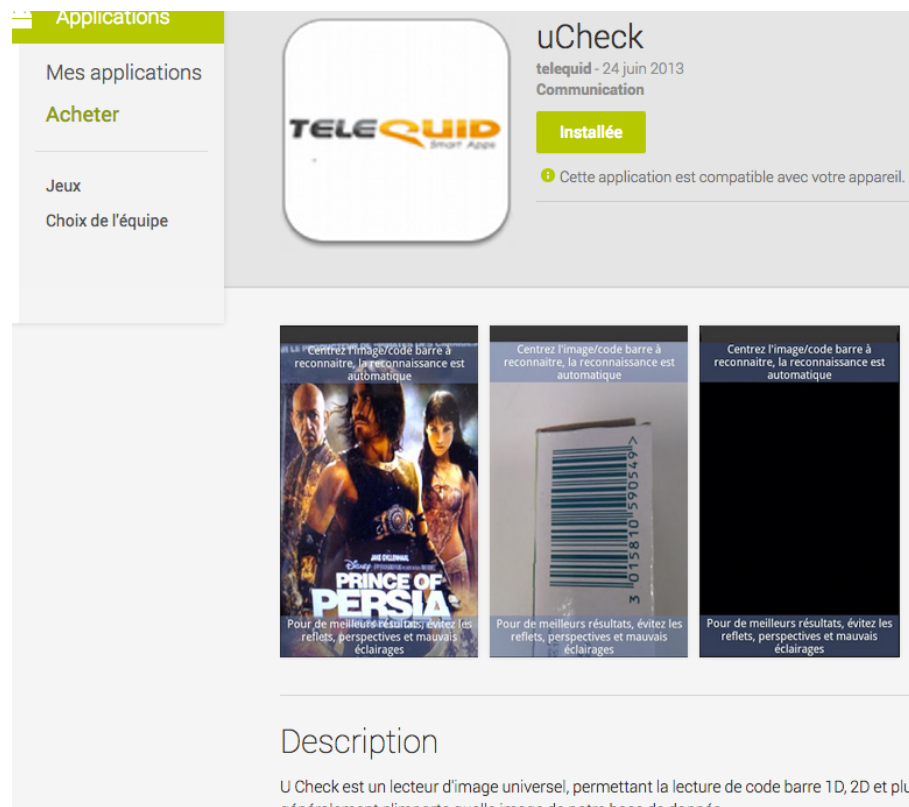 Applications
Mes applications
Acheter
Jeux
Choix de l'équipe
TELEQUID
Smart Apps
uCheck
telequid - 24 juin 2013
Communication
Installée
Cette application est compatible avec votre appareil.
Centrez l'image/code barre à
reconnaitre, la reconnaissance est
automatique
JAKE GYLLENHAAL
Disney
PRINCE OF
PERSIA
Pour de meilleurs résultats, évitez les
reflets, perspectives et mauvais
éclairages
Centrez l'image/code barre à
reconnaitre, la reconnaissance est
automatique
3 015810 590549 >
Pour de meilleurs résultats, évitez les
reflets, perspectives et mauvais
éclairages
Centrez l'image/code barre à
reconnaitre, la reconnaissance est
automatique
Pour de meilleurs résultats, évitez les
reflets, perspectives et mauvais
éclairages
Description
U Check est un lecteur d'image universel, permettant la lecture de code barre 1D, 2D et plu